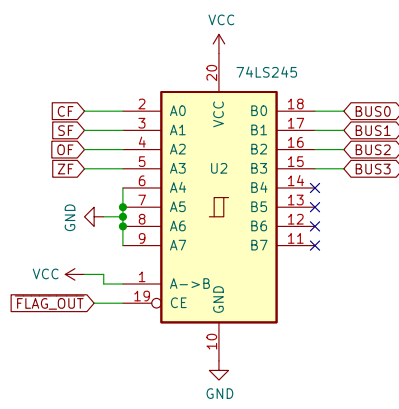 VCC
20
74LS245
CF 2 A0 VCC B0 18 BUS0
SF 3 A1 B1 17 BUS1
OF 4 A2 B2 16 BUS2
ZF 5 A3 U2 B3 15 BUS3
6 A4 B4 14
GND 7 A5 B5 13
8 A6 B6 12
9 A7 B7 11
VCC 1 A->B
FLAG_OUT 19 CE GND
10
GND